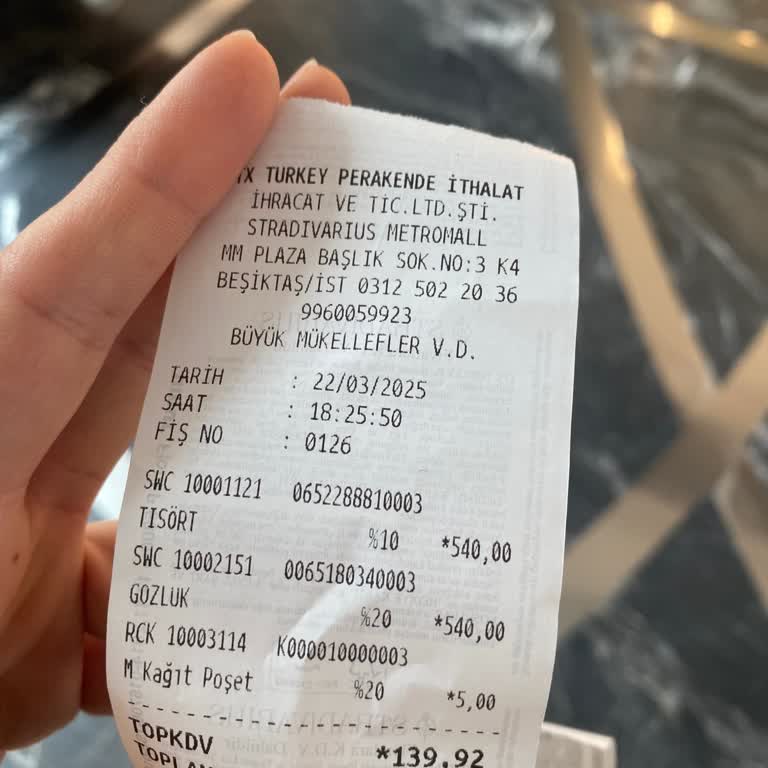 TURKEY PERAKENDE İTHALAT
İHRACAT VE TİC.LTD.ŞTİ.
STRADIVARIUS METROMALL
MM PLAZA BAŞLIK SOK.NO:3 K4
BEŞİKTAŞ/İST 0312 502 20 36
9960059923
BÜYÜK MÜKELLEFLER V.D.
TARİH : 22/03/2025
SAAT : 18:25:50
FİŞ NO : 0126
SWC 10001121 0652288810003
TISÖRT %10 *540,00
SWC 10002151 0065180340003
GOZLUK %20 *540,00
RCK 10003114 K000010000003
M Kağıt Poşet %20 *5,00
TOPKDV *139,92